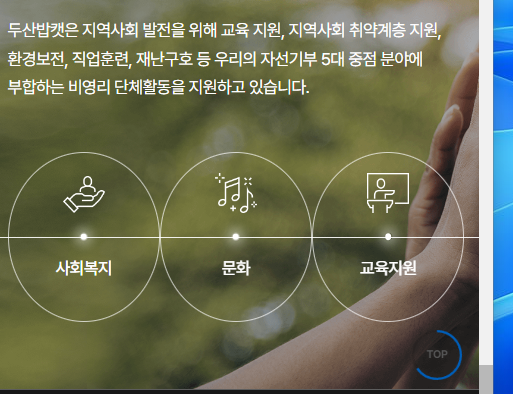 두산밥캣은 지역사회 발전을 위해 교육 지원, 지역사회 취약계층 지원,
환경보전, 직업훈련, 재난구호 등 우리의 자선기부 5대 중점 분야에
부합하는 비영리 단체활동을 지원하고 있습니다.
사회복지 문화 교육지원
TOP